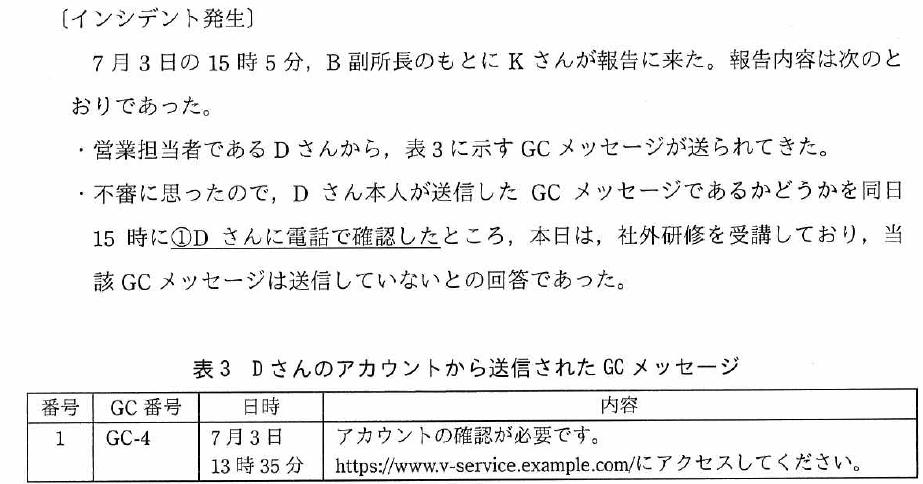 〔インシデント発生〕
7月3日の15時5分，B副所長のもとにKさんが報告に来た。報告内容は次のと
おりであった。
・営業担当者であるDさんから，表3に示すGCメッセージが送られてきた。
・不審に思ったので，Dさん本人が送信した GC メッセージであるかどうかを同日
15 時に①D さんに電話で確認したところ，本日は，社外研修を受講しており，当
該GCメッセージは送信していないとの回答であった。
表3 Dさんのアカウントから送信されたGCメッセージ
番号 GC番号 日時 内容
1 GC-4 7月3日 アカウントの確認が必要です。
13時35分 https://www.v-service.example.com/にアクセスしてください。